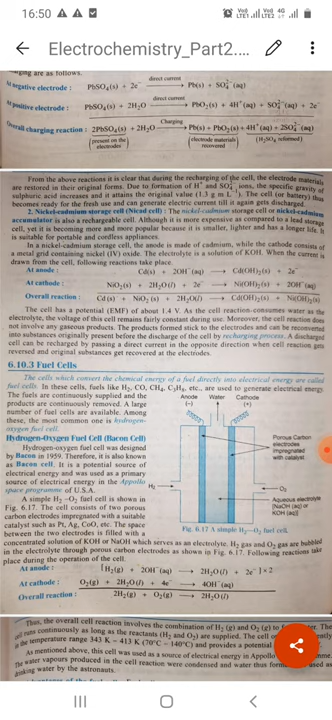 16:50
Vo) LTE1 Vo) 4G LTE2
Electrochemistry_Part2....
are as follows.
direct current
At negative electrode : PbSO₄(s) + 2e⁻ ⟶ Pb(s) + SO₄²⁻(aq)
direct current
At positive electrode : PbSO₄(s) + 2H₂O ⟶ PbO₂(s) + 4H⁺(aq) + SO₄²⁻(aq) + 2e⁻
Charging
Overall charging reaction : 2PbSO₄(s) + 2H₂O ⟶ Pb(s) + PbO₂(s) + 4H⁺(aq) + 2SO₄²⁻(aq)
(present on the electrodes) (electrode materials recovered) (H₂SO₄ reformed)
From the above reactions it is clear that during the recharging of the cell, the electrode materials
are restored in their original forms. Due to formation of H⁺ and SO₄²⁻ ions, the specific gravity of
sulphuric acid increases and it attains the original value (1.3 g m L⁻¹). The cell (or battery) thus
becomes ready for the fresh use and can generate electric current till it again gets discharged.
2. Nickel-cadmium storage cell (Nicad cell) : The nickel-cadmium storage cell or nickel-cadmium
accumulator is also a rechargeable cell. Although it is more expensive as compared to a lead storage
cell, yet it is becoming more and more popular because it is smaller, lighter and has a longer life. It
is suitable for portable and cordless appliances.
In a nickel-cadmium storage cell, the anode is made of cadmium, while the cathode consists of
a metal grid containing nickel (IV) oxide. The electrolyte is a solution of KOH. When the current is
drawn from the cell, following reactions take place.
At anode : Cd(s) + 2OH⁻(aq) ⟶ Cd(OH)₂(s) + 2e⁻
At cathode : NiO₂(s) + 2H₂O(l) + 2e⁻ ⟶ Ni(OH)₂(s) + 2OH⁻(aq)
Overall reaction : Cd (s) + NiO₂ (s) + 2H₂O(l) ⟶ Cd(OH)₂(s) + Ni(OH)₂(s)
The cell has a potential (EMF) of about 1.4 V. As the cell reaction consumes water as the
electrolyte, the voltage of this cell remains fairly constant during use. Moreover, the cell reaction does
not involve any gaseous products. The products formed stick to the electrodes and can be reconverted
into substances originally present before the discharge of the cell by recharging process. A discharged
cell can be recharged by passing a direct current in the opposite direction when cell reaction gets
reversed and original substances get recovered at the electrodes.
6.10.3 Fuel Cells
The cells which convert the chemical energy of a fuel directly into electrical energy are called
fuel cells. In these cells, fuels like H₂, CO, CH₄, C₃H₈, etc., are used to generate electrical energy.
The fuels are continuously supplied and the
products are continuously removed. A large
number of fuel cells are available. Among
these, the most common one is hydrogen-
oxygen fuel cell.
Hydrogen-Oxygen Fuel Cell (Bacon Cell)
Hydrogen-oxygen fuel cell was designed
by Bacon in 1959. Therefore, it is also known
as Bacon cell. It is a potential source of
electrical energy and was used as a primary
source of electrical energy in the Appollo
space programme of U.S.A.
A simple H₂–O₂ fuel cell is shown in
Fig. 6.17. The cell consists of two porous
carbon electrodes impregnated with a suitable
catalyst such as Pt, Ag, CoO, etc. The space
between the two electrodes is filled with a
Anode (–) Water Cathode (+)
Porous Carbon
electrodes
impregnated
with catalyst
H₂
O₂
Aqueous electrolyte
[NaOH (aq) or
KOH (aq)]
Fig. 6.17 A simple H₂–O₂ fuel cell.
concentrated solution of KOH or NaOH which serves as an electrolyte. H₂ gas and O₂ gas are bubbled
in the electrolyte through porous carbon electrodes as shown in Fig. 6.17. Following reactions take
place during the operation of the cell.
At anode : [H₂(g) + 2OH⁻(aq) ⟶ 2H₂O(l) + 2e⁻] × 2
At cathode : O₂(g) + 2H₂O(l) + 4e⁻ ⟶ 4OH⁻(aq)
Overall reaction : 2H₂(g) + O₂(g) ⟶ 2H₂O(l)
Thus, the overall cell reaction involves the combination of H₂ (g) and O₂ (g) to The
cell runs continuously as long as the reactants (H₂ and O₂) are supplied. The cell
in the temperature range 343 K – 413 K (70°C – 140°C) and provides a potential
As mentioned above, this cell was used as a source of electrical energy in Appollo
The water vapours produced in the cell reaction were condensed and water thus as
drinking water by the astronauts.